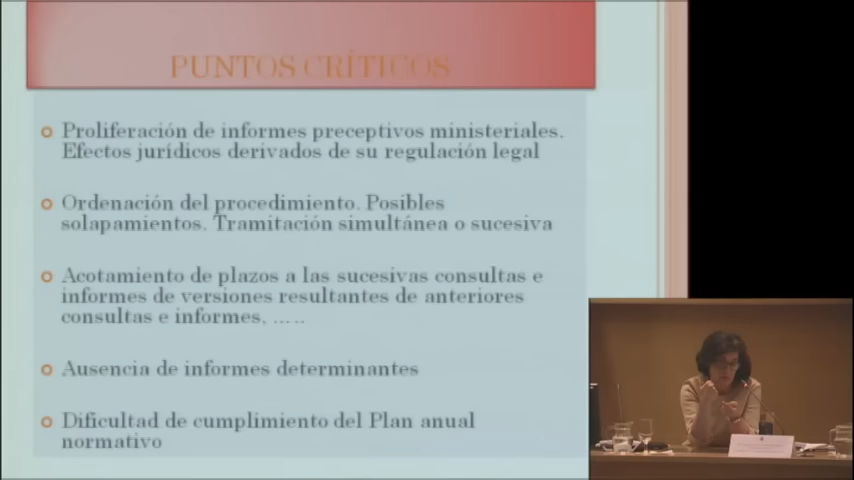 PUNTOS CRÍTICOS
Proliferación de informes preceptivos ministeriales.
Efectos jurídicos derivados de su regulación legal
Ordenación del procedimiento. Posibles
solapamientos. Tramitación simultánea o sucesiva
Acotamiento de plazos a las sucesivas consultas e
informes de versiones resultantes de anteriores
consultas e informes, .....
Ausencia de informes determinantes
Dificultad de cumplimiento del Plan anual
normativo